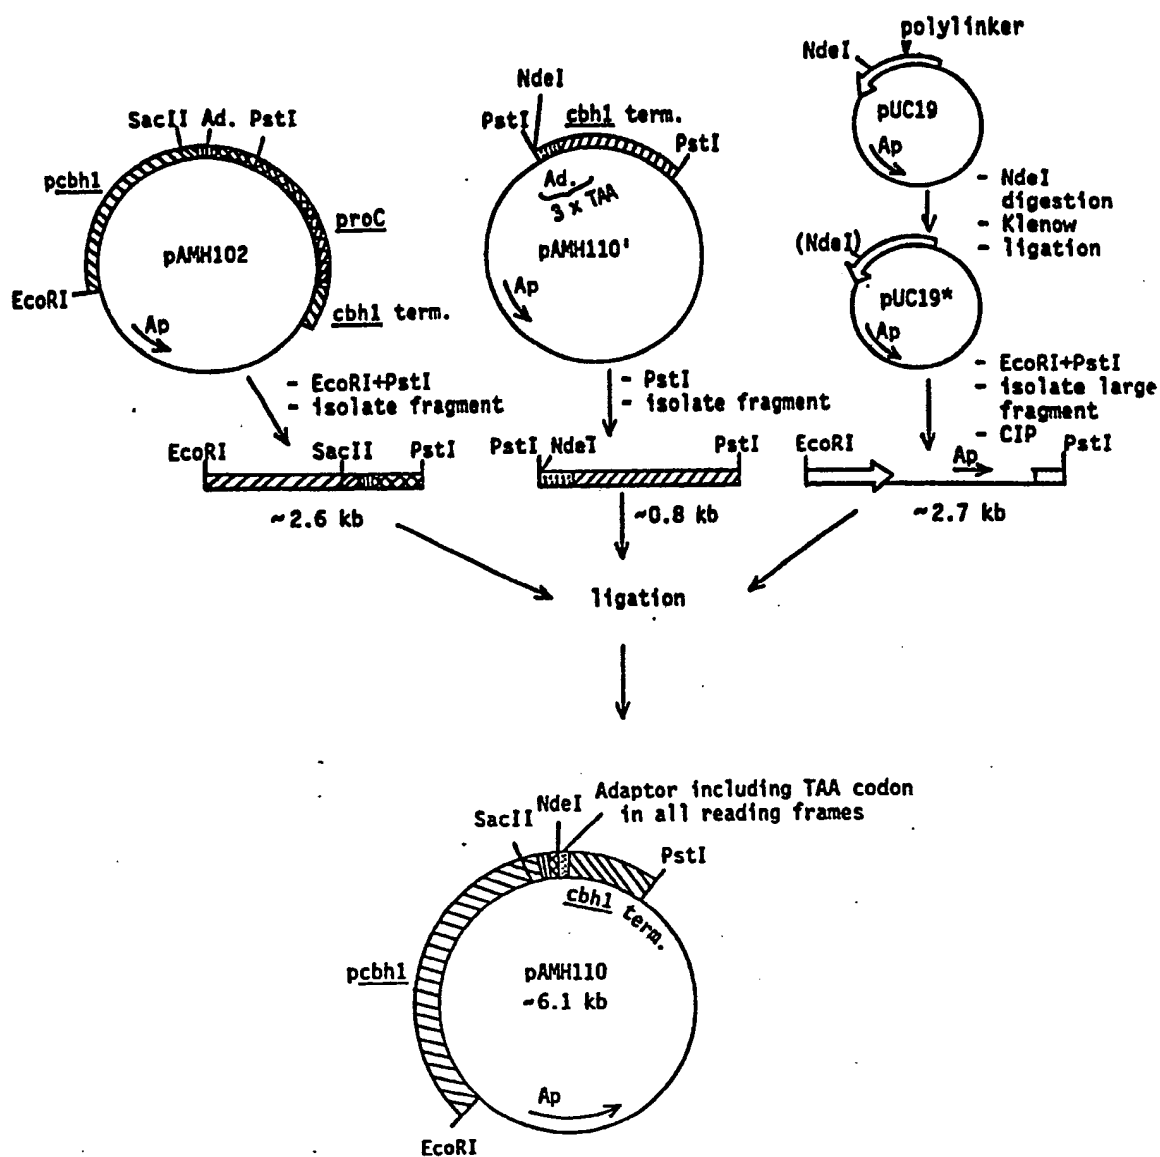 SacII Ad. PstI
pcbh1
pAMH102
proC
EcoRI
Ap
cbh1 term.
- EcoRI+PstI
- isolate fragment
NdeI
PstI
cbh1 term.
PstI
Ad.
3 x TAA
pAMH110'
Ap
- PstI
- isolate fragment
polylinker
NdeI
pUC19
Ap
- NdeI
digestion
- Klenow
- ligation
(NdeI)
pUC19*
Ap
- EcoRI+PstI
- isolate large
fragment
- CIP
EcoRI SacII PstI
~2.6 kb
PstI NdeI PstI
~0.8 kb
EcoRI Ap PstI
~2.7 kb
ligation
Adaptor including TAA codon
in all reading frames
SacII NdeI
PstI
cbh1 term.
pcbh1
pAMH110
~6.1 kb
Ap
EcoRI